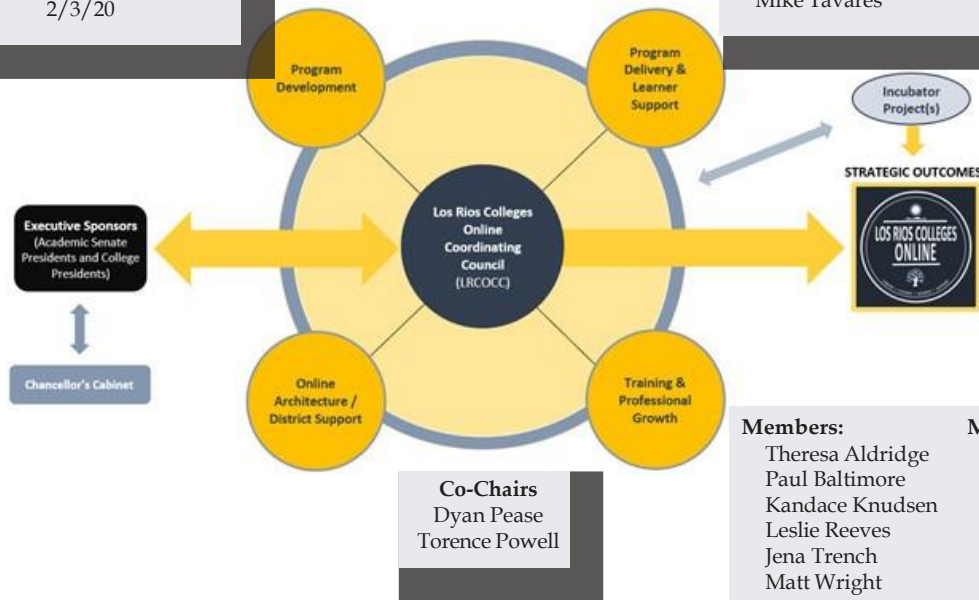 2/3/20
Mike Tavares
Program
Development
Program
Delivery &
Learner
Support
Incubator
Project(s)
STRATEGIC OUTCOMES
LOS RIOS COLLEGES
ONLINE
Executive Sponsors
(Academic Senate
Presidents and College
Presidents)
Los Rios Colleges
Online
Coordinating
Council
(LRCOCC)
Chancellor's Cabinet
Online
Architecture /
District Support
Training &
Professional
Growth
Co-Chairs
Dyan Pease
Torence Powell
Members:
Theresa Aldridge
Paul Baltimore
Kandace Knudsen
Leslie Reeves
Jena Trench
Matt Wright
M